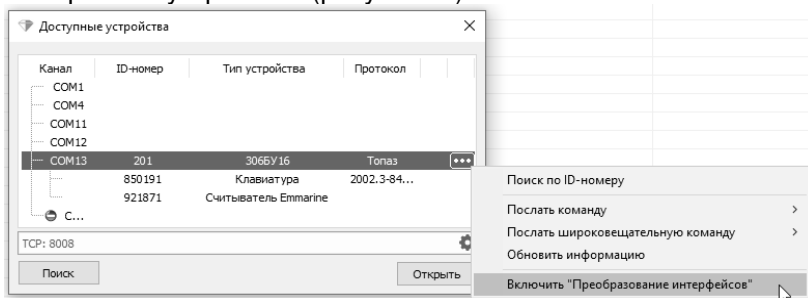 Доступные устройства
Канал ID-номер Тип устройства Протокол
COM1
COM4
COM11
COM12
COM13 201 306БУ16 Топаз
850191 Клавиатура 2002.3-84...
921871 Считыватель Emmarine
C...
TCP: 8008
Поиск Открыть
Поиск по ID-номеру
Послать команду
Послать широковещательную команду
Обновить информацию
Включить "Преобразование интерфейсов"